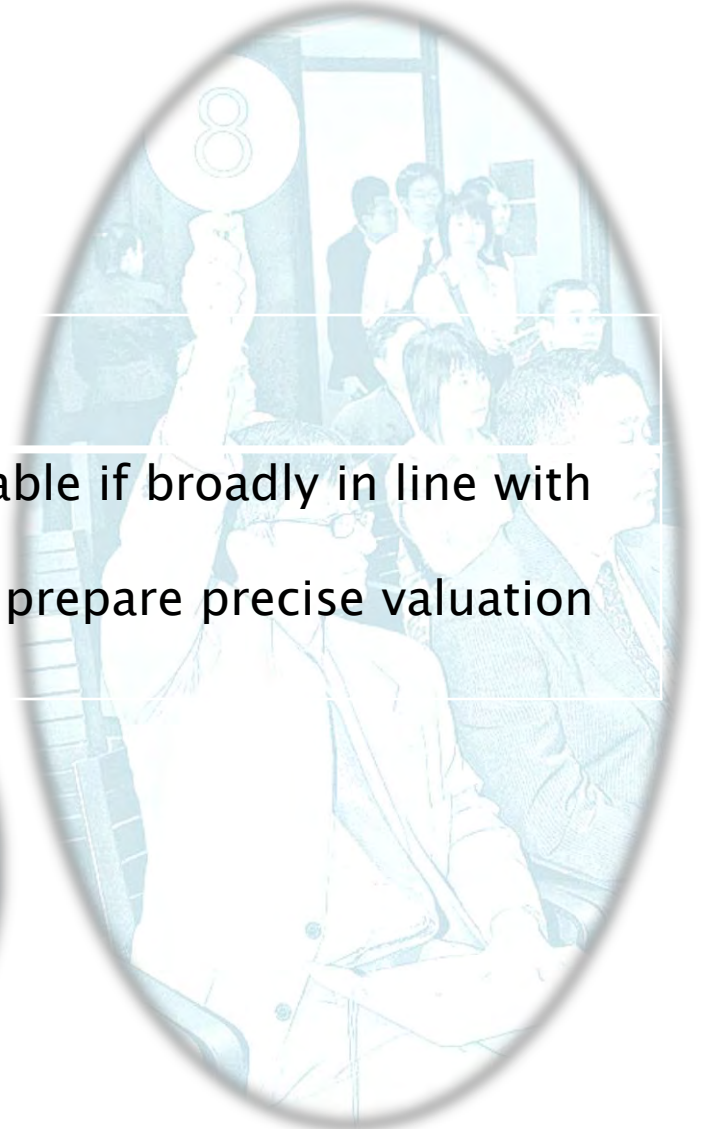 8
able if broadly in line with
prepare precise valuation